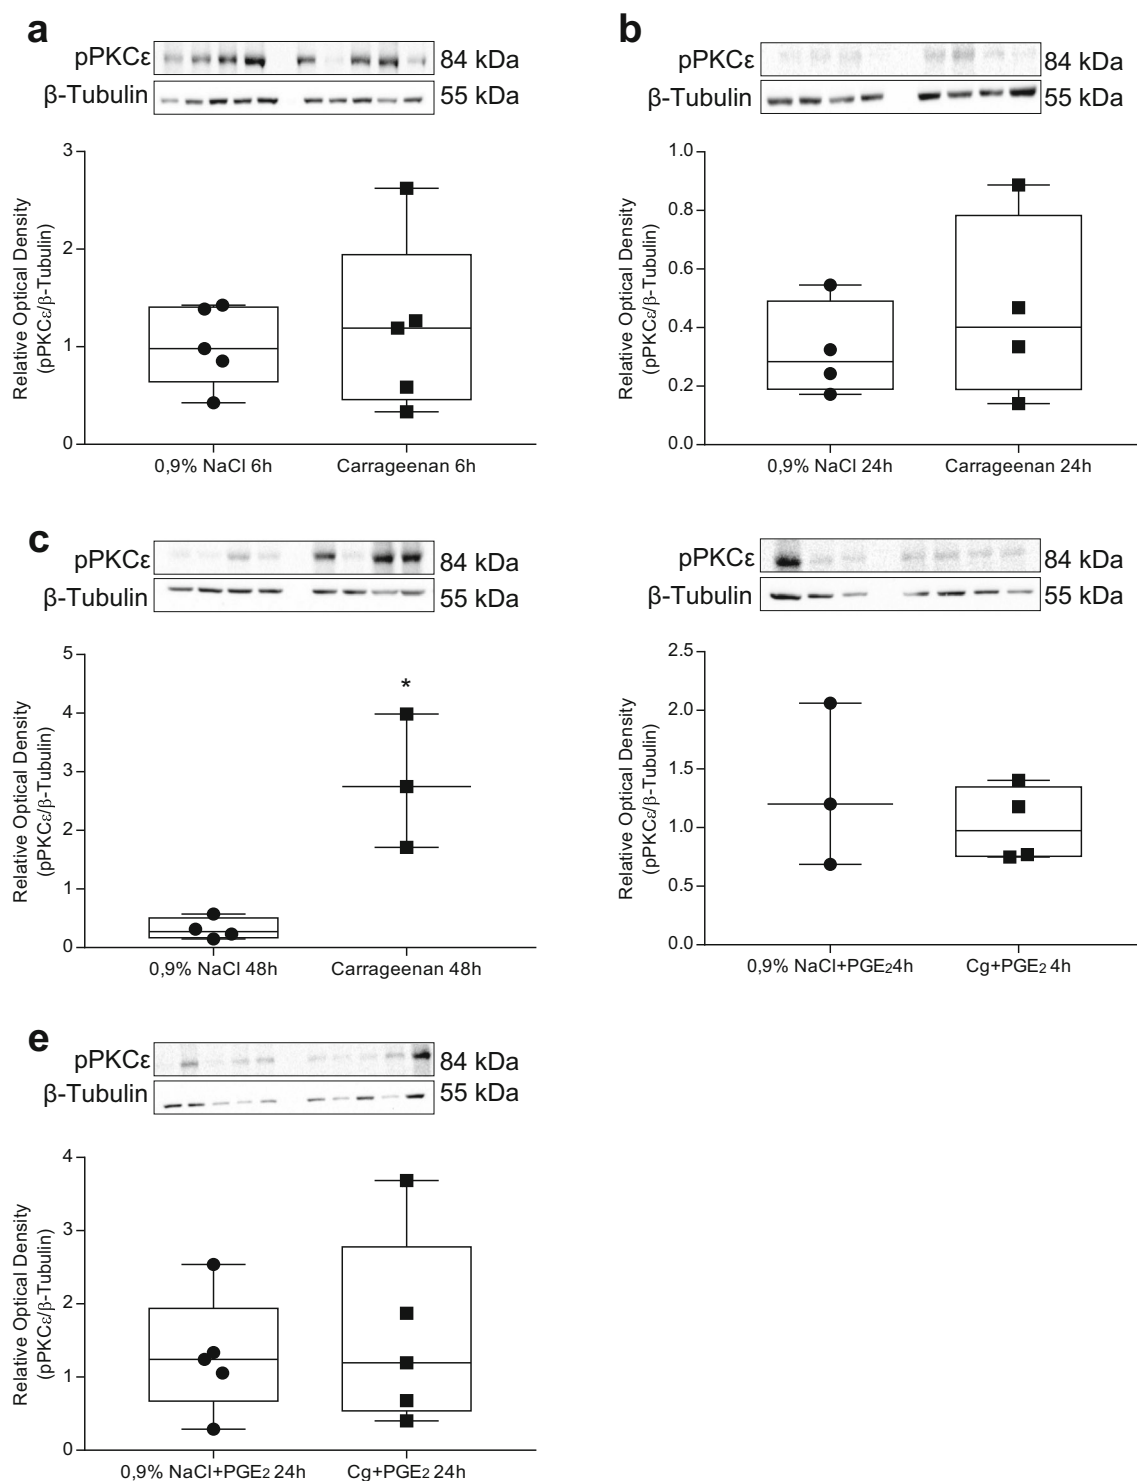 a
pPKCε 84 kDa
β-Tubulin 55 kDa
Relative Optical Density
(pPKCε/β-Tubulin)
3
2
1
0
0,9% NaCl 6h Carrageenan 6h
b
pPKCε 84 kDa
β-Tubulin 55 kDa
Relative Optical Density
(pPKCε/β-Tubulin)
1.0
0.8
0.6
0.4
0.2
0.0
0,9% NaCl 24h Carrageenan 24h
c
pPKCε 84 kDa
β-Tubulin 55 kDa
Relative Optical Density
(pPKCε/β-Tubulin)
5
4
3
2
1
0
*
0,9% NaCl 48h Carrageenan 48h
pPKCε 84 kDa
β-Tubulin 55 kDa
Relative Optical Density
(pPKCε/β-Tubulin)
2.5
2.0
1.5
1.0
0.5
0.0
0,9% NaCl+PGE₂4h Cg+PGE₂ 4h
e
pPKCε 84 kDa
β-Tubulin 55 kDa
Relative Optical Density
(pPKCε/β-Tubulin)
4
3
2
1
0
0,9% NaCl+PGE₂ 24h Cg+PGE₂ 24h